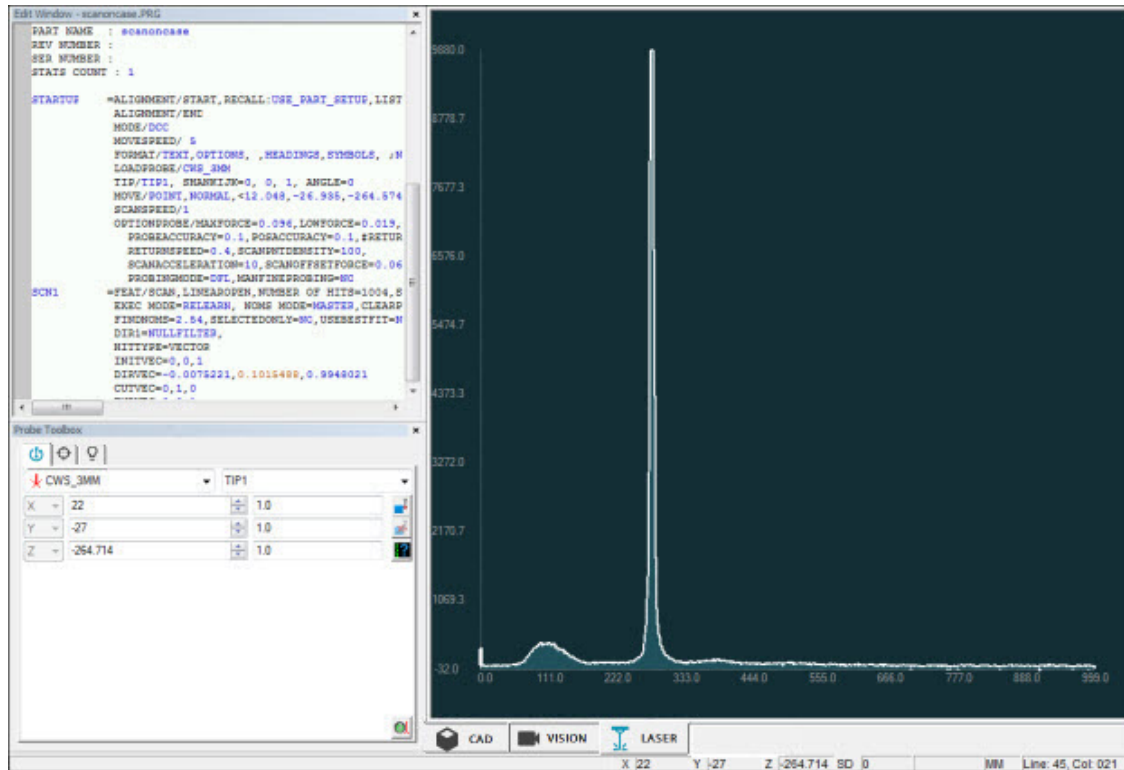 Edit Window - scanoncase.PRG
PART NAME : scanoncase
REV NUMBER :
SER NUMBER :
STATS COUNT : 1
STARTUP =ALIGNMENT/START,RECALL:USE_PART_SETUP,LIST
ALIGNMENT/END
MODE/DCC
MOVESPEED/ 5
FORMAT/TEXT,OPTIONS, ,HEADINGS,SYMBOLS, ;N
LOADPROBE/CWS_3MM
TIP/TIP1, SHANKIJK=0, 0, 1, ANGLE=0
MOVE/POINT,NORMAL,<12.048,-26.935,-264.574
SCANSPEED/1
OPTIONPROBE/MAXFORCE=0.096,LOWFORCE=0.019,
PROBEACCURACY=0.1,POSACCURACY=0.1,#RETUR
RETURNSPEED=0.4,SCANPNTDENSITY=100,
SCANACCELERATION=10,SCANOFFSETFORCE=0.06
PROBINGMODE=DFL,MANFINEPROBING=NO
SCN1 =FEAT/SCAN,LINEAROPEN,NUMBER OF HITS=1004,S
EXEC MODE=RELEARN, NOMS MODE=MASTER,CLEARP
FINDNOMS=2.54,SELECTEDONLY=NO,USEBESTFIT=N
DIR1=NULLFILTER,
HITTYPE=VECTOR
INITVEC=0,0,1
DIRVEC=-0.0075221,0.1015488,0.9948021
CUTVEC=0,1,0
Probe Toolbox
CWS_3MM TIP1
X 22 1.0
Y -27 1.0
Z -264.714 1.0
9880.0
8778.7
7677.3
6576.0
5474.7
4373.3
3272.0
2170.7
1069.3
-32.0
0.0 111.0 222.0 333.0 444.0 555.0 666.0 777.0 888.0 999.0
CAD VISION LASER
X 22 Y -27 Z -264.714 SD 0 MM Line: 45, Col: 021